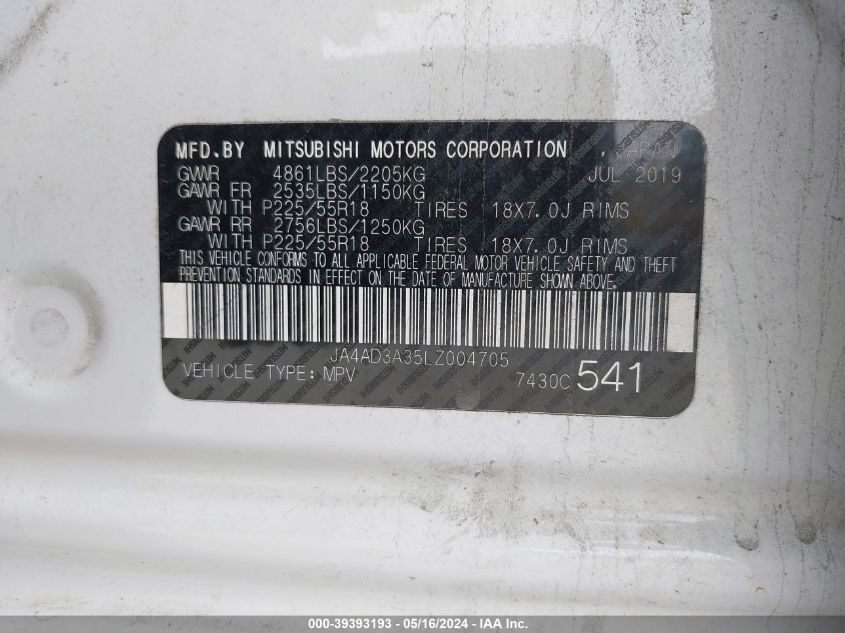 MFD.BY MITSUBISHI MOTORS CORPORATION , JAPAN
GVWR 4861LBS/2205KG JUL 2019
GAWR FR 2535LBS/1150KG
WITH P225/55R18 TIRES 18X7.0J RIMS
GAWR RR 2756LBS/1250KG
WITH P225/55R18 TIRES 18X7.0J RIMS
THIS VEHICLE CONFORMS TO ALL APPLICABLE FEDERAL MOTOR VEHICLE SAFETY AND THEFT
PREVENTION STANDARDS IN EFFECT ON THE DATE OF MANUFACTURE SHOWN ABOVE.
JA4AD3A35LZ004705
VEHICLE TYPE: MPV 7430C 541
000-39393193 - 05/16/2024 - IAA Inc.